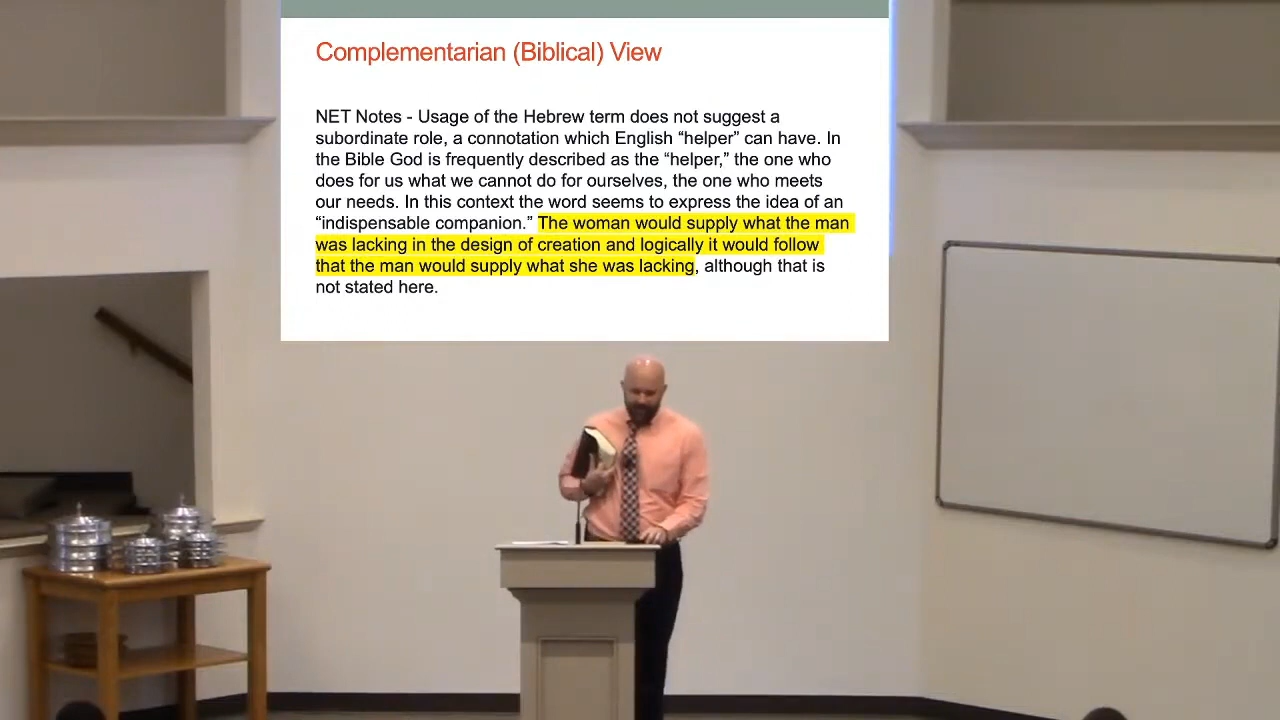 Complementarian (Biblical) View
NET Notes - Usage of the Hebrew term does not suggest a
subordinate role, a connotation which English “helper” can have. In
the Bible God is frequently described as the “helper,” the one who
does for us what we cannot do for ourselves, the one who meets
our needs. In this context the word seems to express the idea of an
“indispensable companion.” The woman would supply what the man
was lacking in the design of creation and logically it would follow
that the man would supply what she was lacking, although that is
not stated here.